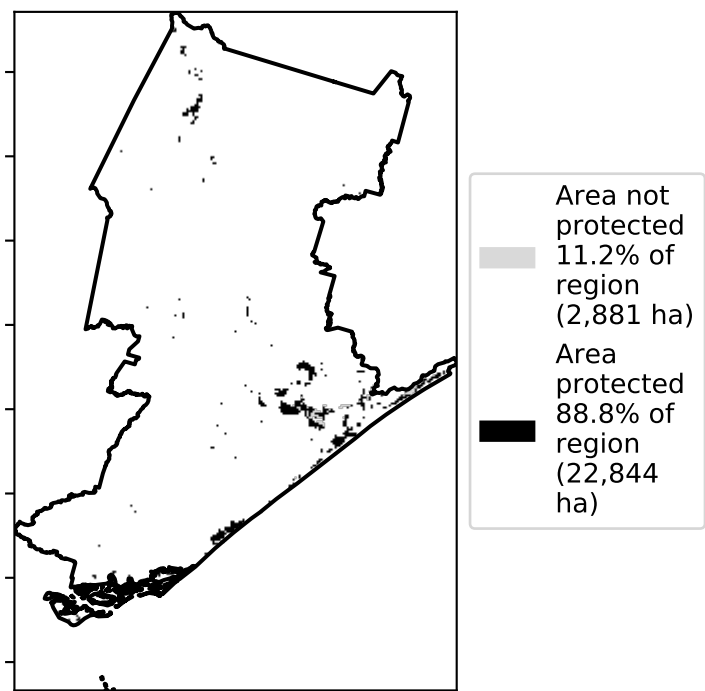 Area not
protected
11.2% of
region
(2,881 ha)
Area
protected
88.8% of
region
(22,844
ha)